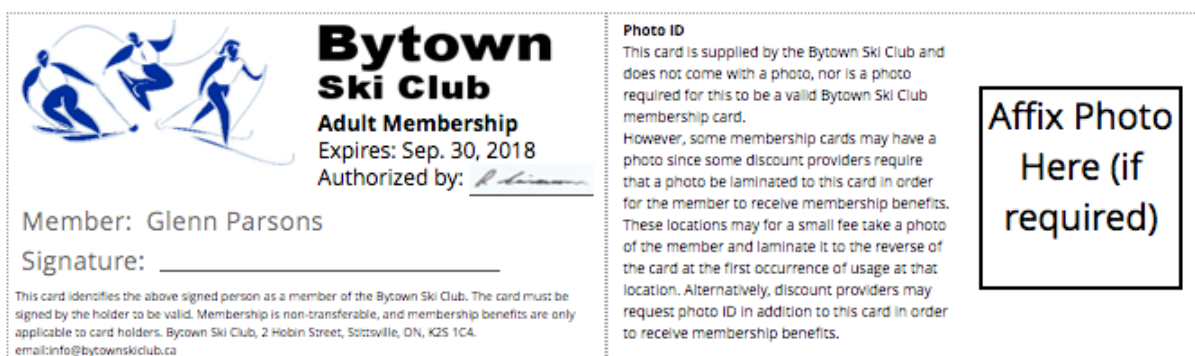 Bytown
Ski Club
Adult Membership
Expires: Sep. 30, 2018
Authorized by:
Member: Glenn Parsons
Signature:
This card identifies the above signed person as a member of the Bytown Ski Club. The card must be
signed by the holder to be valid. Membership is non-transferable, and membership benefits are only
applicable to card holders. Bytown Ski Club, 2 Hobin Street, Stittsville, ON, K2S 1C4.
email:info@bytownskiclub.ca
Photo ID
This card is supplied by the Bytown Ski Club and
does not come with a photo, nor is a photo
required for this to be a valid Bytown Ski Club
membership card.
However, some membership cards may have a
photo since some discount providers require
that a photo be laminated to this card in order
for the member to receive membership benefits.
These locations may for a small fee take a photo
of the member and laminate it to the reverse of
the card at the first occurrence of usage at that
location. Alternatively, discount providers may
request photo ID in addition to this card in order
to receive membership benefits.
Affix Photo
Here (if
required)